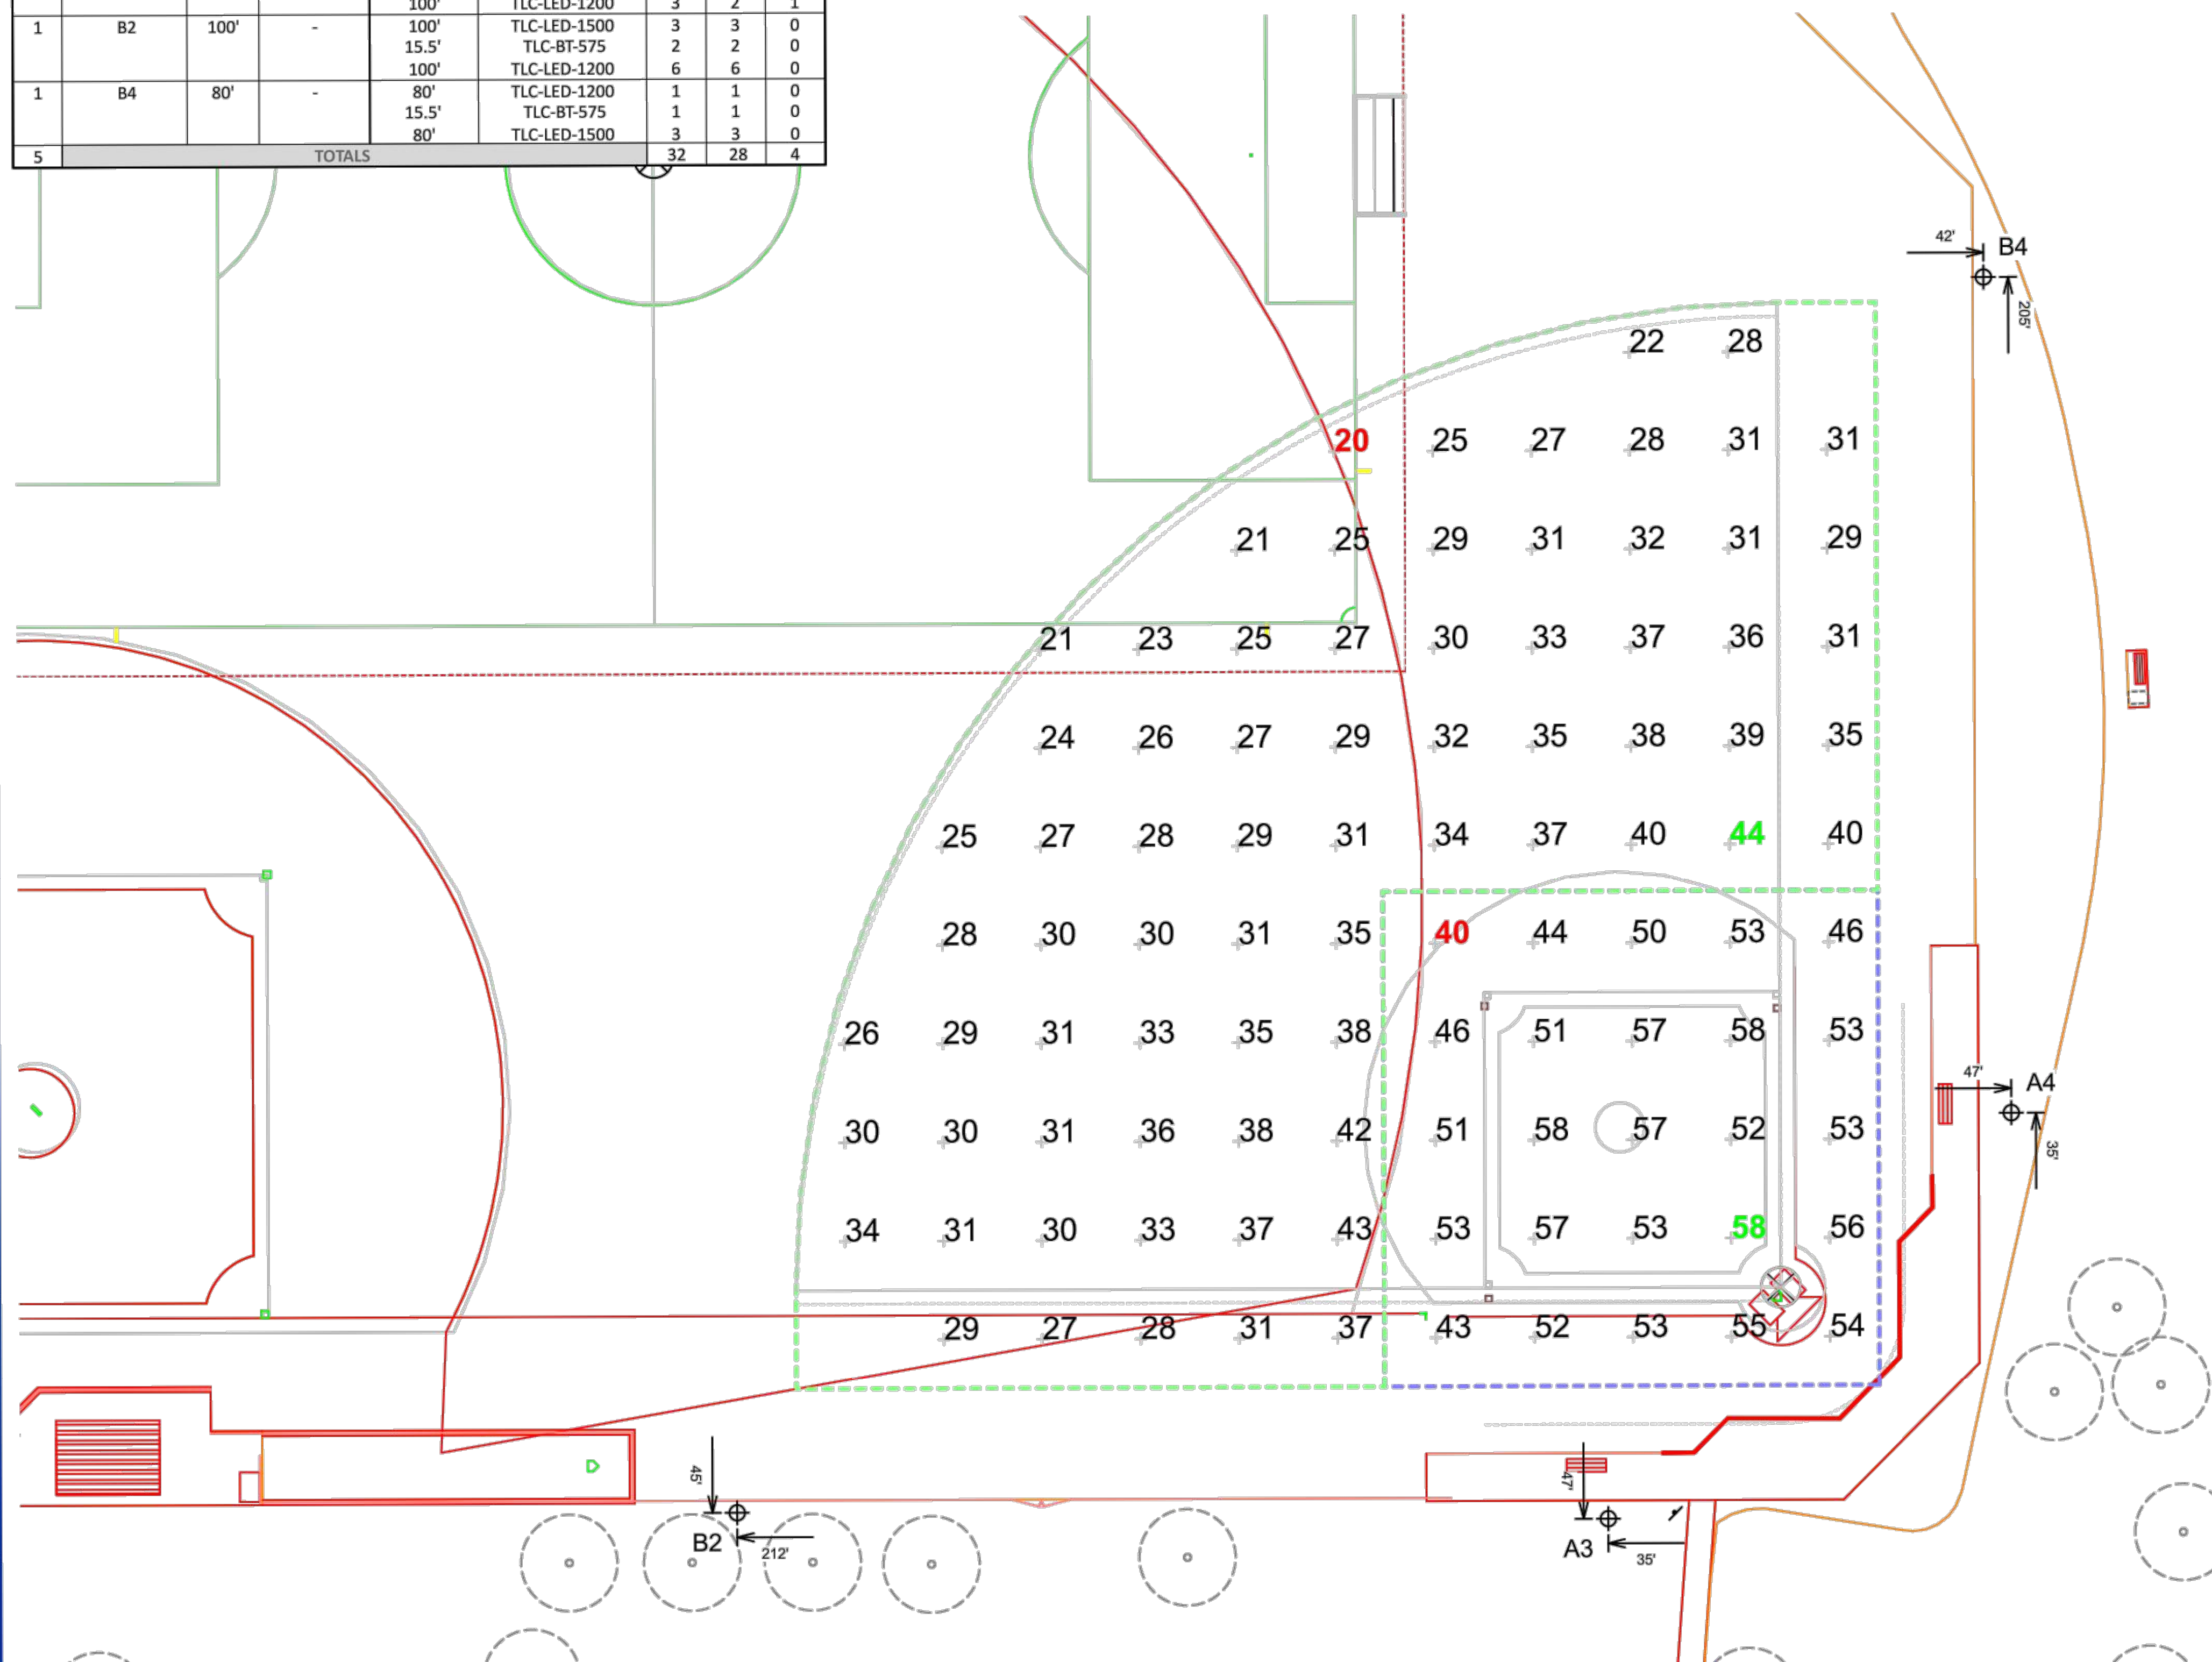 100' TLC-LED-1200 3 2 1
1 B2 100' - 100' TLC-LED-1500 3 3 0
15.5' TLC-BT-575 2 2 0
100' TLC-LED-1200 6 6 0
1 B4 80' - 80' TLC-LED-1200 1 1 0
15.5' TLC-BT-575 1 1 0
80' TLC-LED-1500 3 3 0
5 TOTALS 32 28 4
42' B4
205'
22 28
20 25 27 28 31 31
21 25 29 31 32 31 29
21 23 25 27 30 33 37 36 31
24 26 27 29 32 35 38 39 35
25 27 28 29 31 34 37 40 44 40
28 30 30 31 35 40 44 50 53 46
26 29 31 33 35 38 46 51 57 58 53
47' A4
30 30 31 36 38 42 51 58 57 52 53
35'
34 31 30 33 37 43 53 57 53 58 56
29 27 28 31 37 43 52 53 55 54
45'
47'
B2 212'
A3 35'